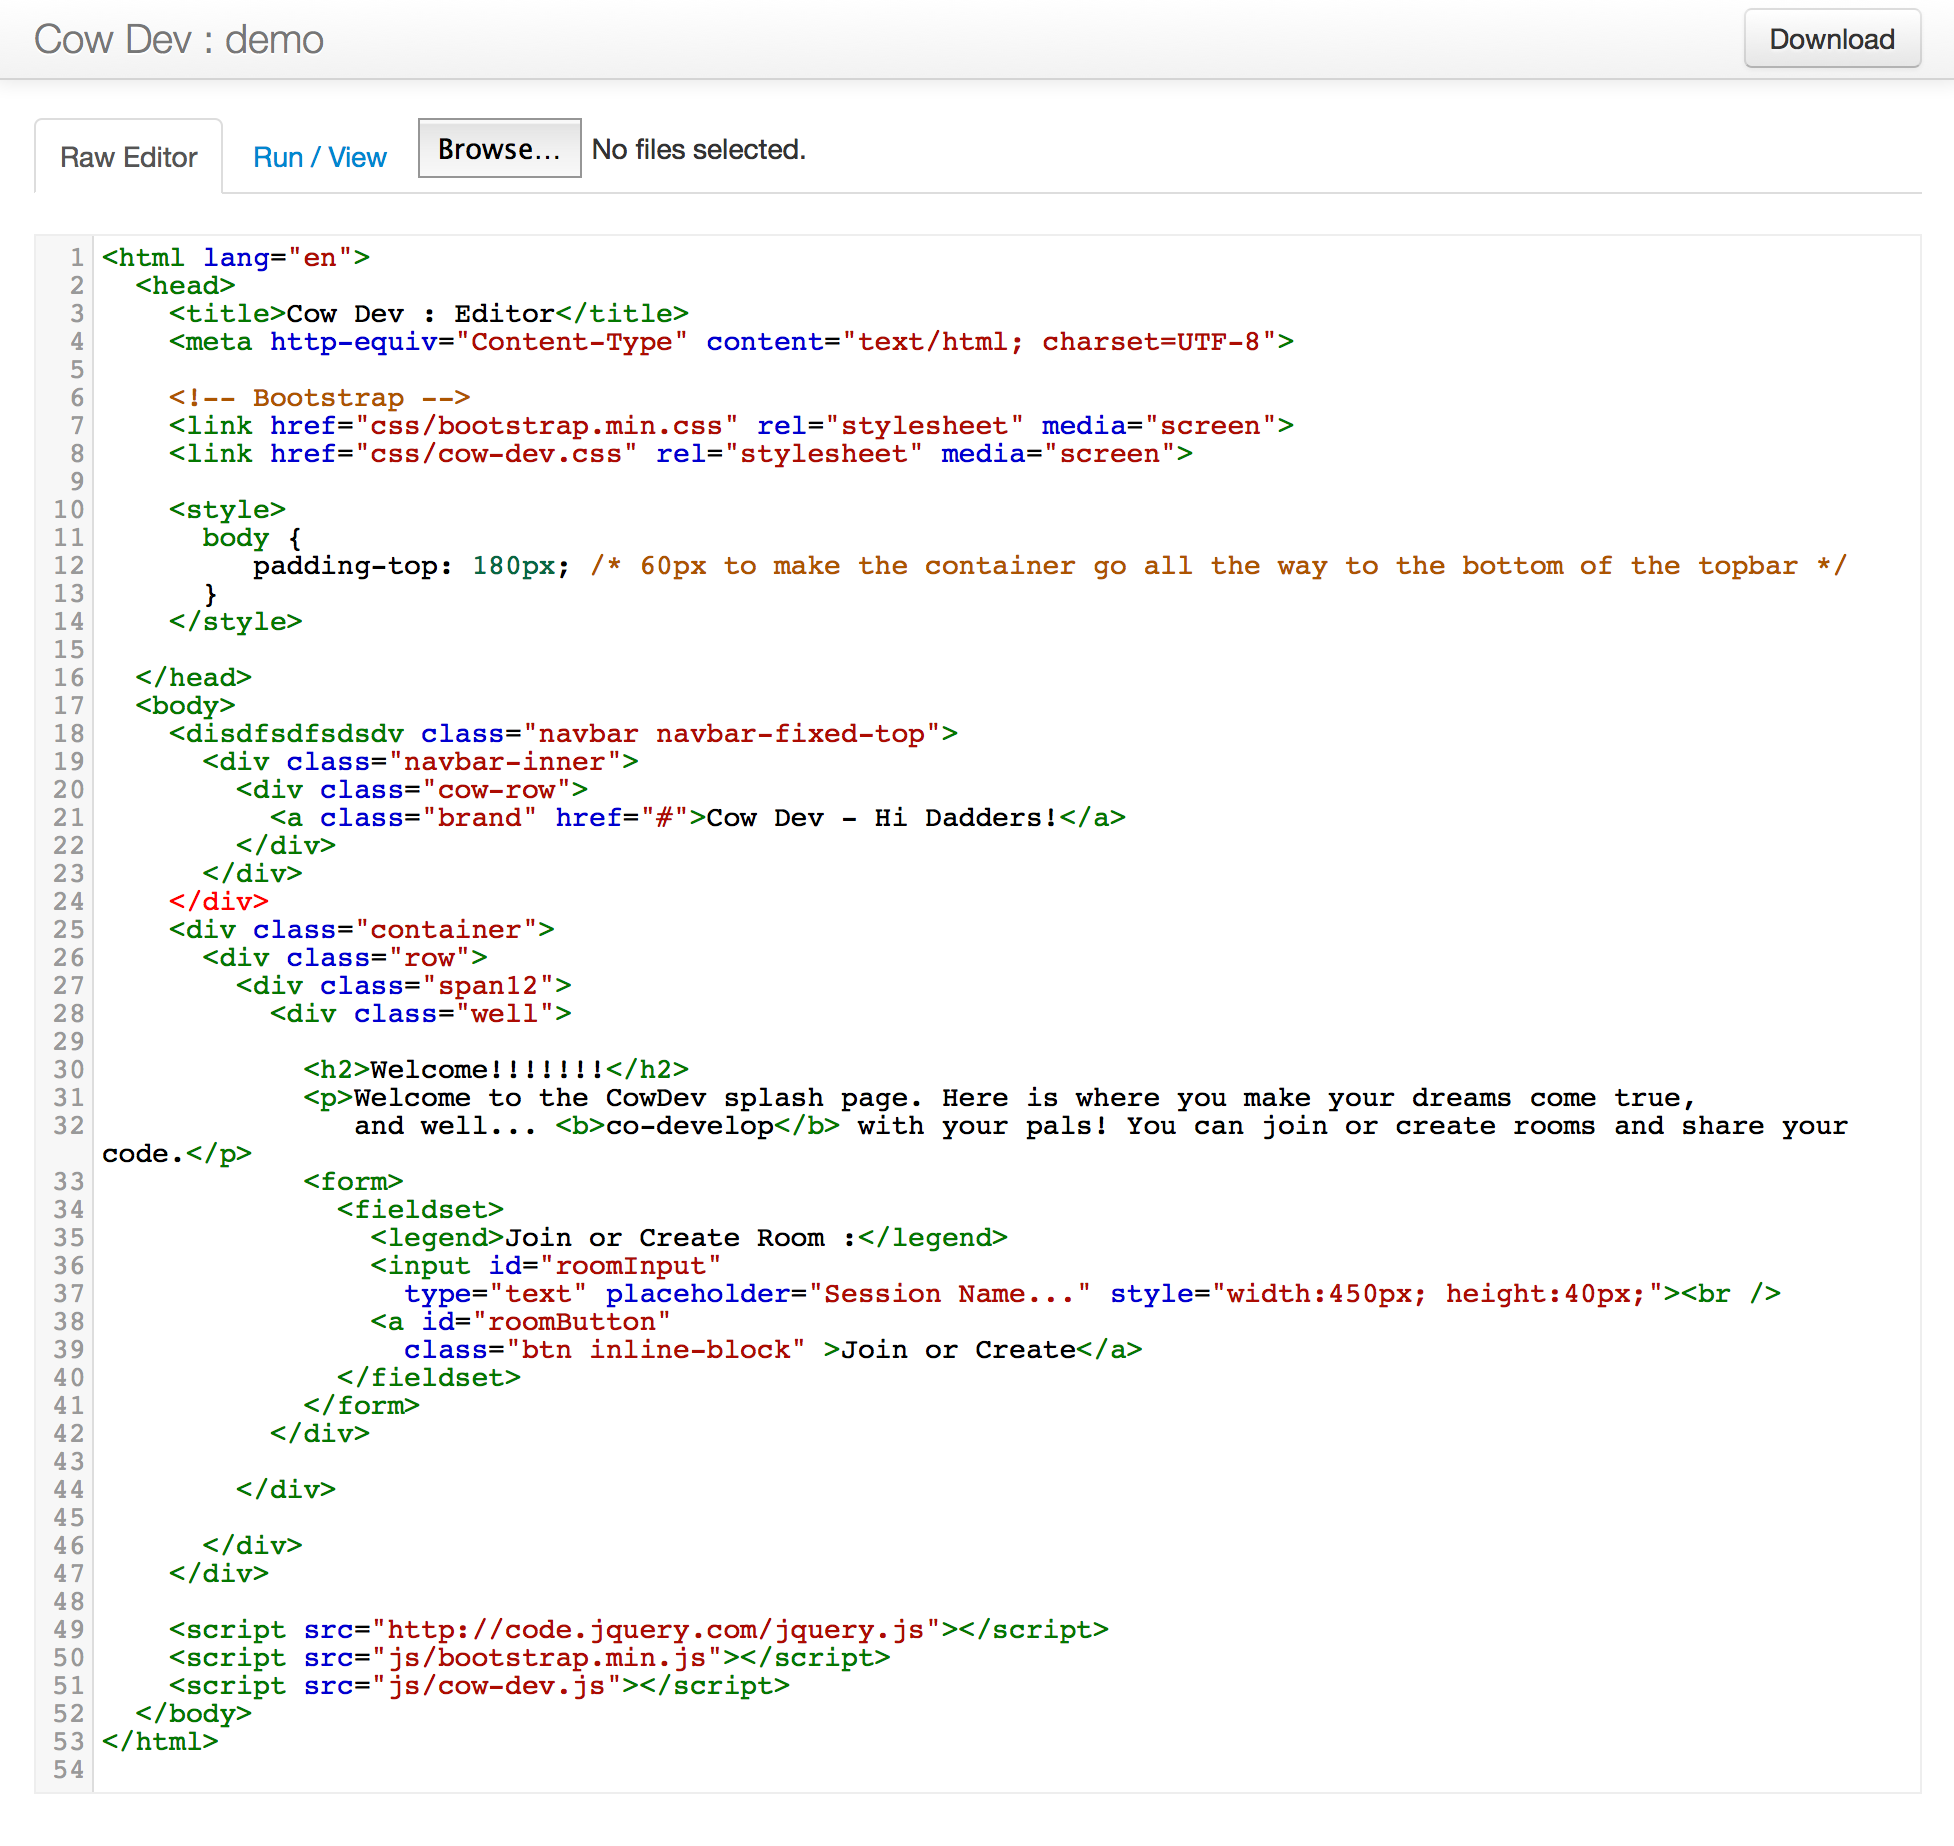 Cow Dev : demo
Download
Raw Editor
Run / View
Browse...
No files selected.
1 <html lang="en">
2   <head>
3     <title>Cow Dev : Editor</title>
4     <meta http-equiv="Content-Type" content="text/html; charset=UTF-8">
5
6     <!-- Bootstrap -->
7     <link href="css/bootstrap.min.css" rel="stylesheet" media="screen">
8     <link href="css/cow-dev.css" rel="stylesheet" media="screen">
9
10     <style>
11       body {
12          padding-top: 180px; /* 60px to make the container go all the way to the bottom of the topbar */
13       }
14     </style>
15
16   </head>
17   <body>
18     <disdfsdfsdsdv class="navbar navbar-fixed-top">
19       <div class="navbar-inner">
20         <div class="cow-row">
21           <a class="brand" href="#">Cow Dev - Hi Dadders!</a>
22         </div>
23       </div>
24     </div>
25     <div class="container">
26       <div class="row">
27         <div class="span12">
28           <div class="well">
29
30             <h2>Welcome!!!!!!!</h2>
31             <p>Welcome to the CowDev splash page. Here is where you make your dreams come true,
32                and well... <b>co-develop</b> with your pals! You can join or create rooms and share your
code.</p>
33             <form>
34               <fieldset>
35                 <legend>Join or Create Room :</legend>
36                 <input id="roomInput"
37                   type="text" placeholder="Session Name..." style="width:450px; height:40px;"><br />
38                 <a id="roomButton"
39                   class="btn inline-block" >Join or Create</a>
40               </fieldset>
41             </form>
42           </div>
43
44         </div>
45
46       </div>
47     </div>
48
49     <script src="http://code.jquery.com/jquery.js"></script>
50     <script src="js/bootstrap.min.js"></script>
51     <script src="js/cow-dev.js"></script>
52   </body>
53 </html>
54